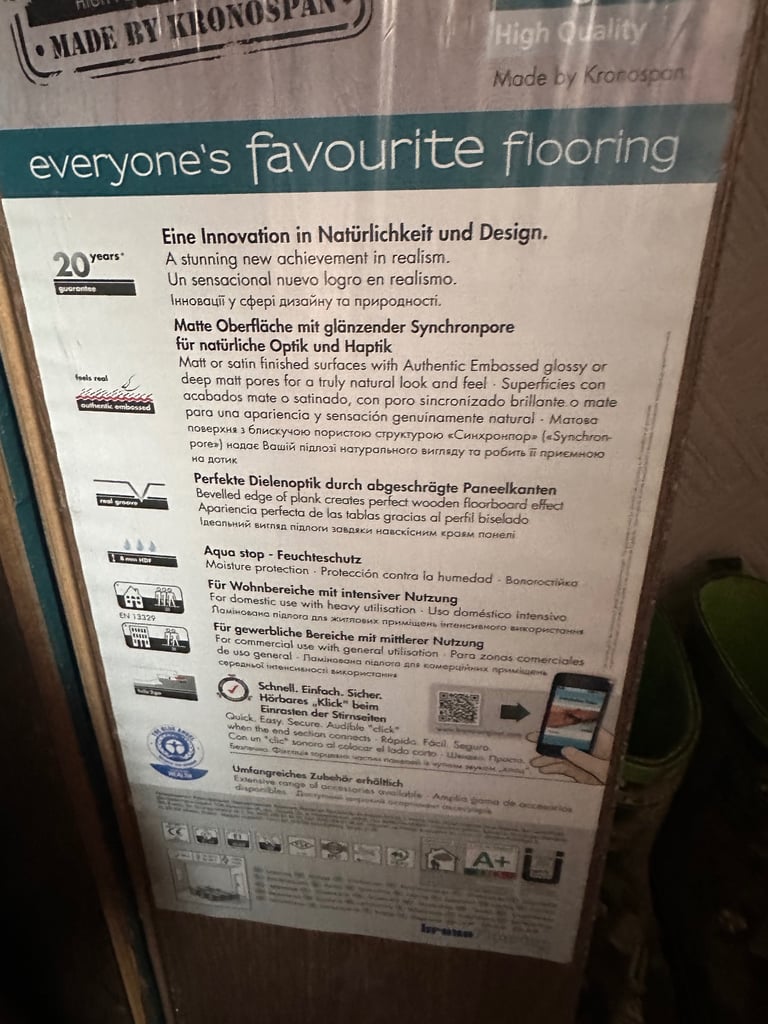 MADE BY KRONOSPAN
High Quality
Made by Kronospan
everyone's favourite flooring
20 years*
guarantee
Eine Innovation in Natürlichkeit und Design.
A stunning new achievement in realism.
Un sensacional nuevo logro en realismo.
Інновації у сфері дизайну та природності.
Matte Oberfläche mit glänzender Synchronpore
für natürliche Optik und Haptik
feels real
authentic embossed
Matt or satin finished surfaces with Authentic Embossed glossy or
deep matt pores for a truly natural look and feel · Superficies con
acabados mate o satinado, con poro sincronizado brillante o mate
para una apariencia y sensación genuinamente natural · Матова
поверхня з блискучою пористою структурою «Синхронпор» («Synchron-
pore») надає Вашій підлозі натурального вигляду та робить її приємною
на дотик
real groove
Perfekte Dielenoptik durch abgeschrägte Paneelkanten
Bevelled edge of plank creates perfect wooden floorboard effect
Apariencia perfecta de las tablas gracias al perfil biselado
Ідеальний вигляд підлоги завдяки навскісним краям панелі
8 mm HDF
Aqua stop - Feuchteschutz
Moisture protection · Protección contra la humedad · Вологостійка
EN 13329
Für Wohnbereiche mit intensiver Nutzung
For domestic use with heavy utilisation · Uso doméstico intensivo
Ламінована підлога для житлових приміщень інтенсивного використання
Für gewerbliche Bereiche mit mittlerer Nutzung
For commercial use with general utilisation · Para zonas comerciales
de uso general · Ламінована підлога для комерційних приміщень
середньої інтенсивності використання
Schnell. Einfach. Sicher.
Hörbares „Klick" beim
Einrasten der Stirnseiten
Quick. Easy. Secure. Audible "click"
when the end section connects · Rápido. Fácil. Seguro.
Con un "clic" sonoro al colocar el lado corto · Швидко. Просто.
Безпечно.
Umfangreiches Zubehör erhältlich
Extensive range of accessories available · Amplia gama de accesorios
disponibles · Доступний широкий асортимент аксесуарів
CE
A+